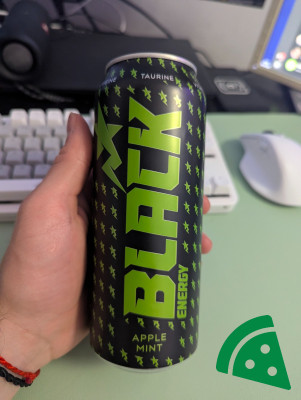 TAURINE
BLACK
ENERGY
APPLE
MINT